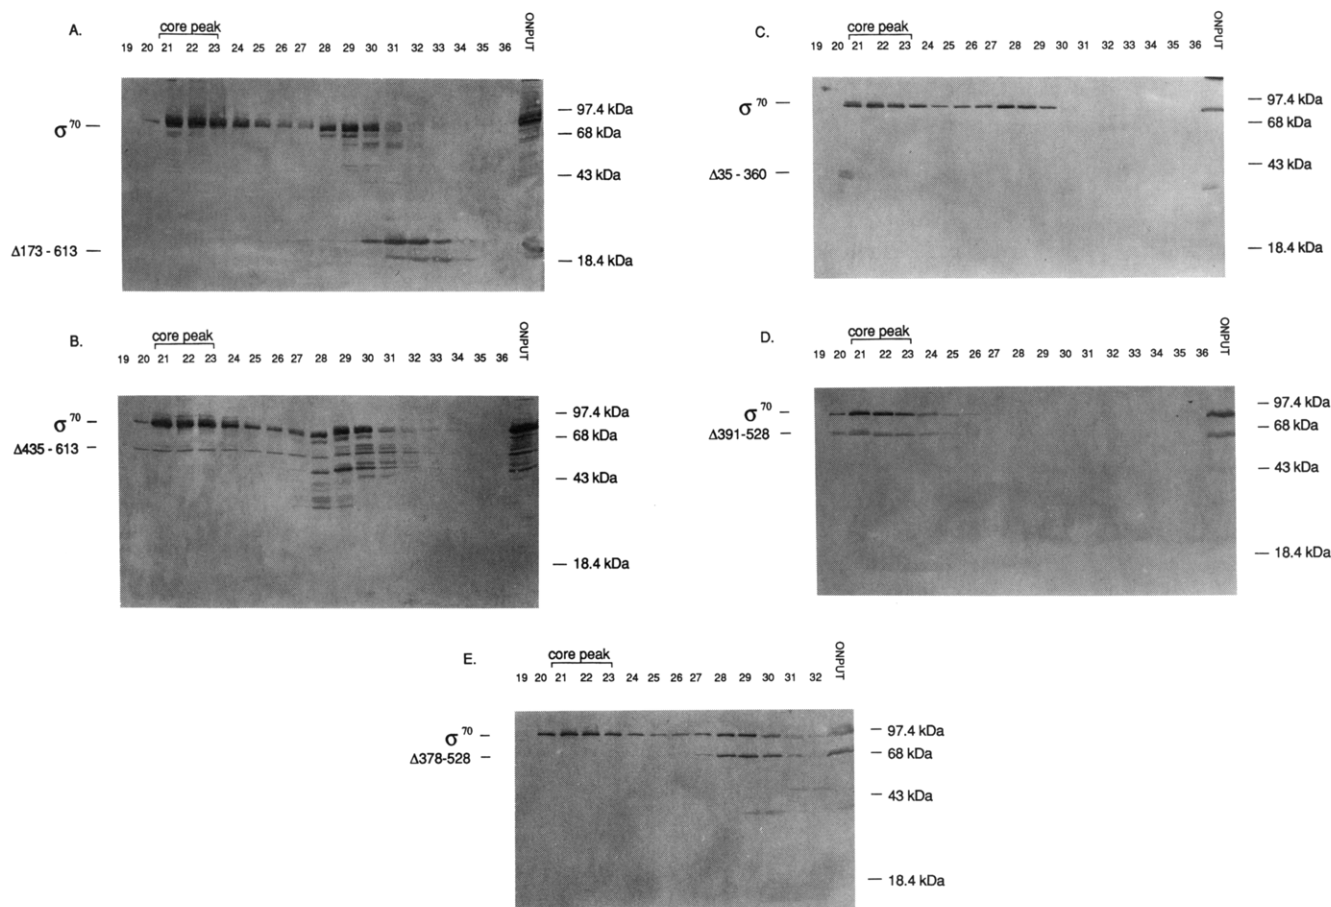 A.
core peak
19 20 21 22 23 24 25 26 27 28 29 30 31 32 33 34 35 36 ONPUT
σ70
Δ173 - 613
97.4 kDa
68 kDa
43 kDa
18.4 kDa
C.
core peak
19 20 21 22 23 24 25 26 27 28 29 30 31 32 33 34 35 36 ONPUT
σ70
Δ35 - 360
97.4 kDa
68 kDa
43 kDa
18.4 kDa
B.
core peak
19 20 21 22 23 24 25 26 27 28 29 30 31 32 33 34 35 36 ONPUT
σ70
Δ435 - 613
97.4 kDa
68 kDa
43 kDa
18.4 kDa
D.
core peak
19 20 21 22 23 24 25 26 27 28 29 30 31 32 33 34 35 36 ONPUT
σ70
Δ391-528
97.4 kDa
68 kDa
43 kDa
18.4 kDa
E.
core peak
19 20 21 22 23 24 25 26 27 28 29 30 31 32 ONPUT
σ70
Δ378-528
97.4 kDa
68 kDa
43 kDa
18.4 kDa